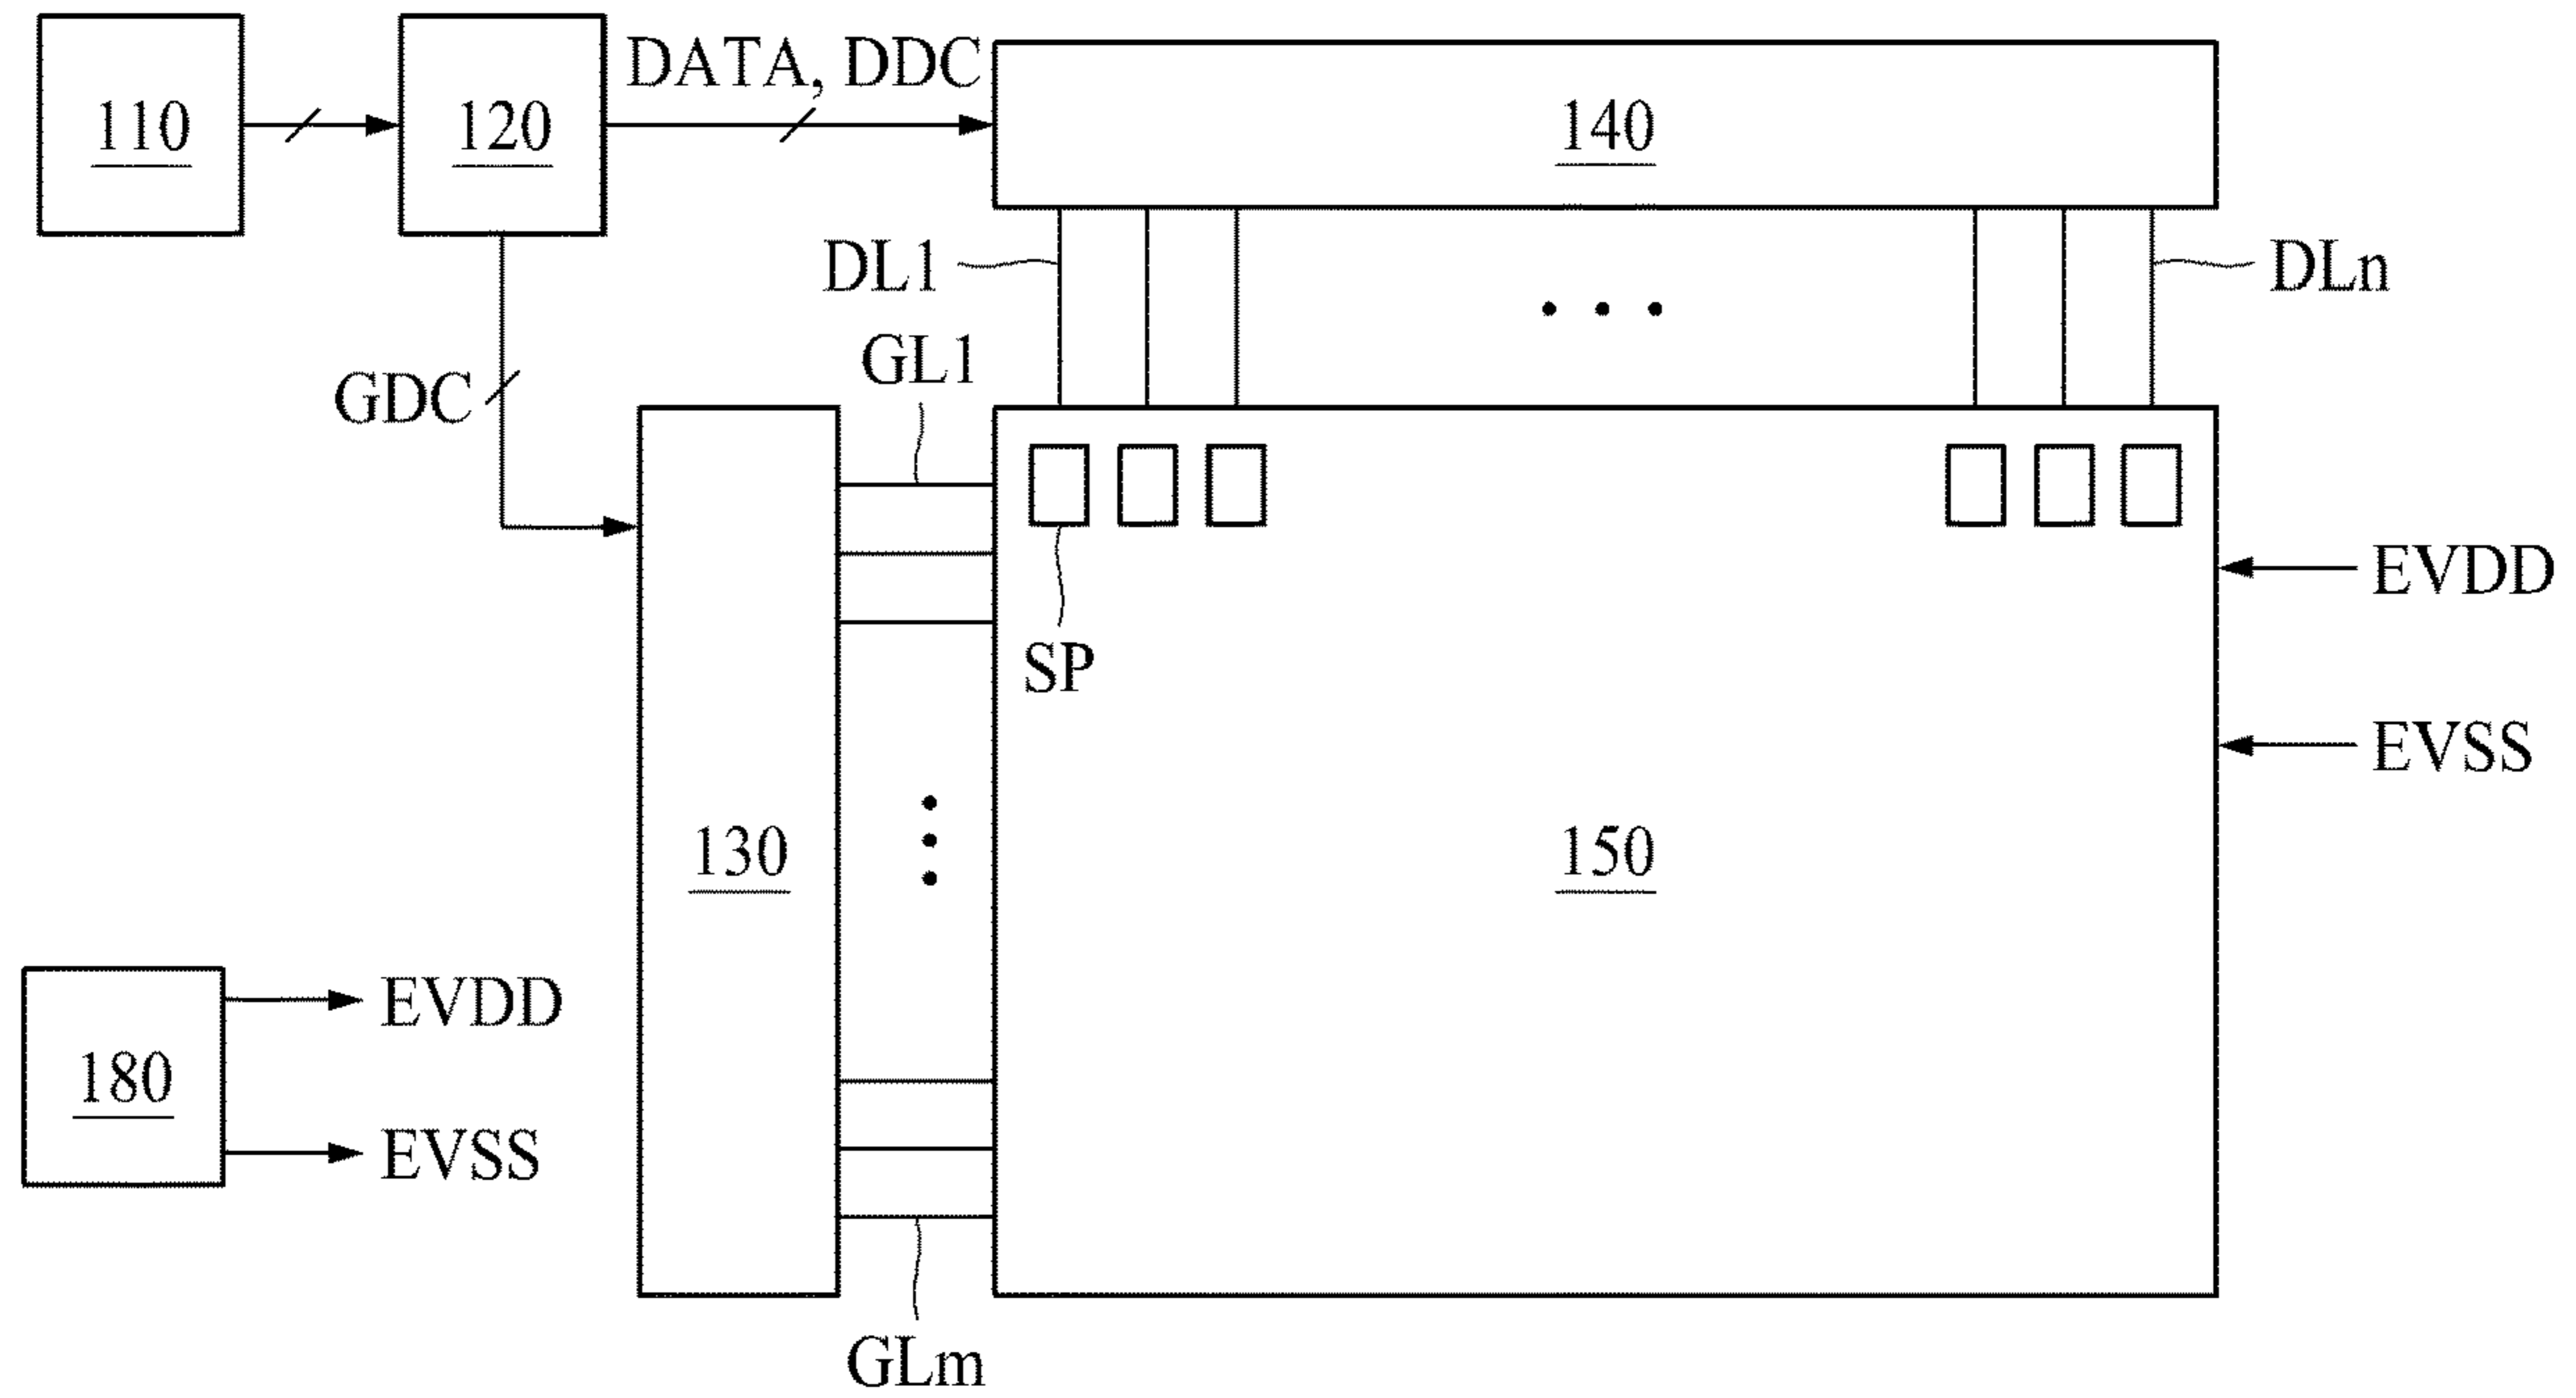 110
120
DATA, DDC
140
DL1
DLn
GL1
GDC
EVDD
SP
EVSS
130
150
EVDD
180
EVSS
GLm